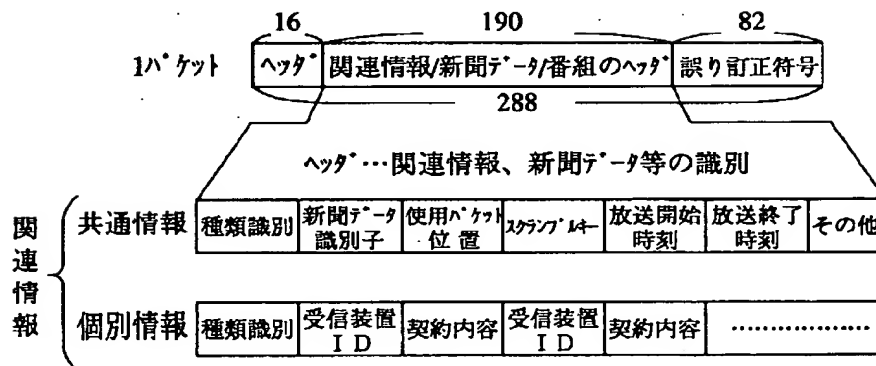 16 190 82
1パケット ヘッダ 関連情報/新聞データ/番組のヘッダ 誤り訂正符号
288
ヘッダ…関連情報、新聞データ等の識別
関連情報
共通情報 種類識別 新聞データ識別子 使用パケット位置 スクランブルキー 放送開始時刻 放送終了時刻 その他
個別情報 種類識別 受信装置ID 契約内容 受信装置ID 契約内容 ………………